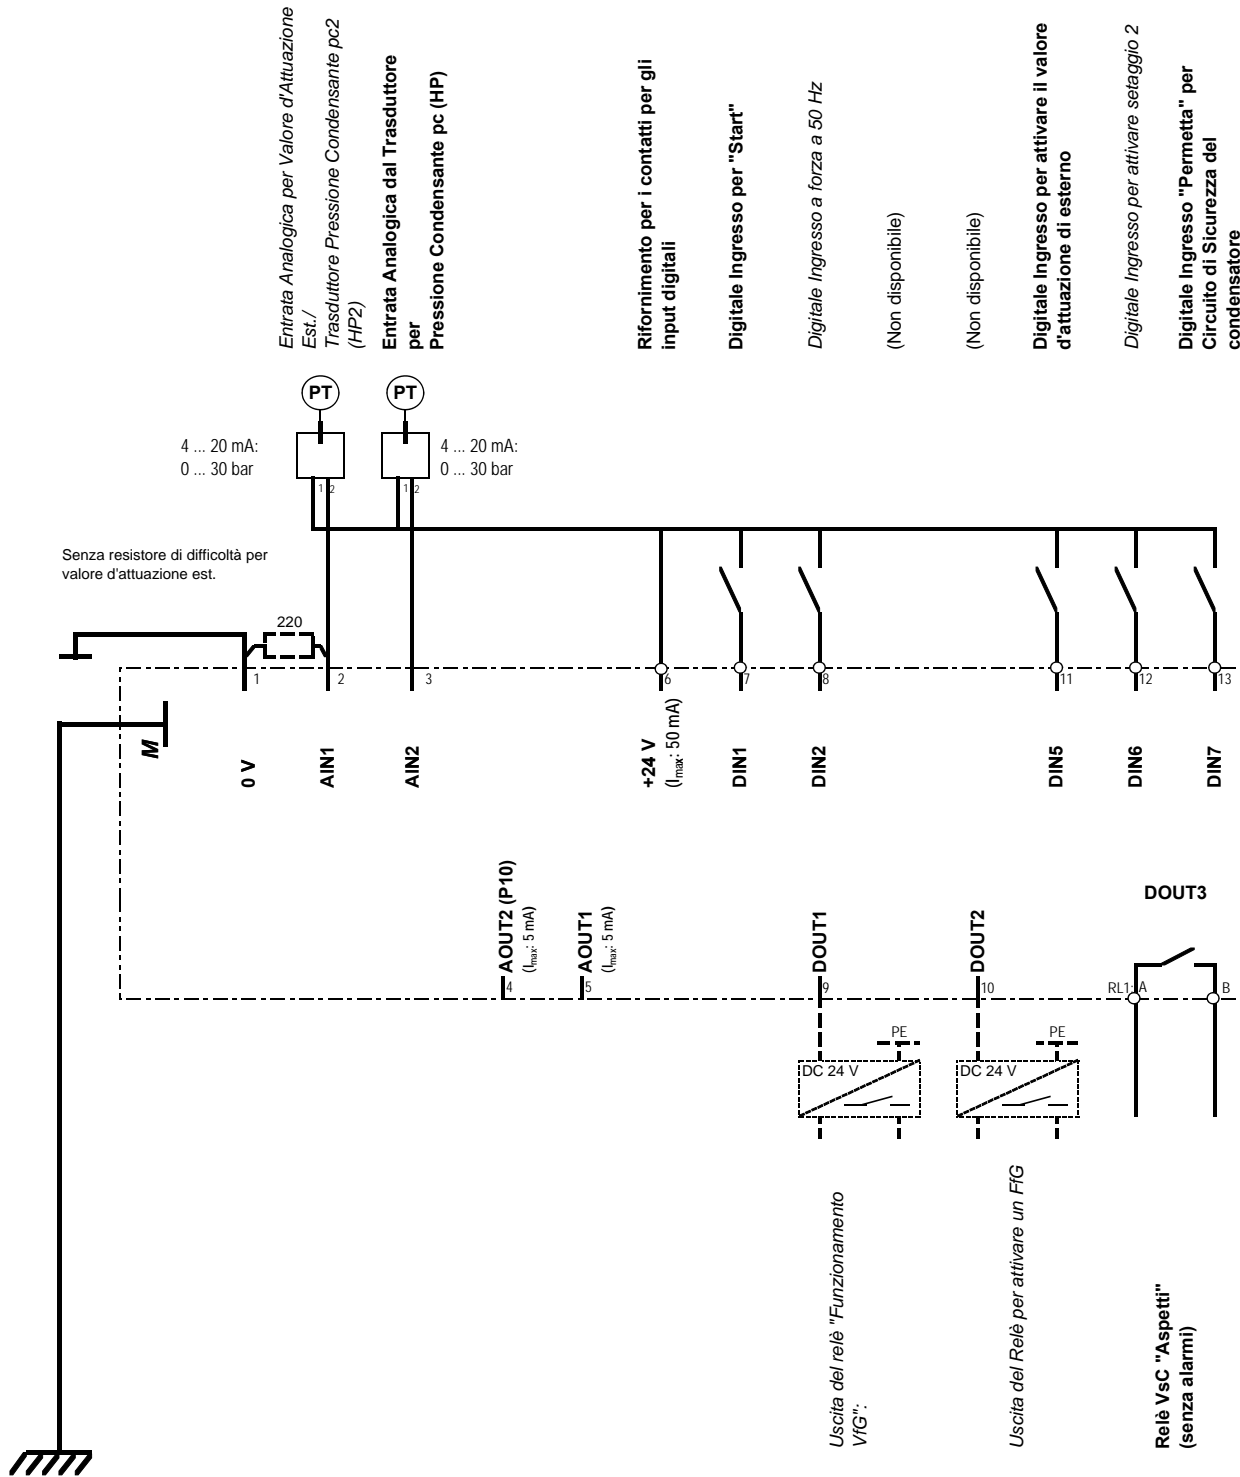 Entrata Analogica per Valore d'Attuazione
Est./
Trasduttore Pressione Condensante pc2
(HP2)
Entrata Analogica dal Trasduttore
per
Pressione Condensante pc (HP)
Rifornimento per i contatti per gli
input digitali
Digitale Ingresso per "Start"
Digitale Ingresso a forza a 50 Hz
(Non disponibile)
(Non disponibile)
Digitale Ingresso per attivare il valore
d'attuazione di esterno
Digitale Ingresso per attivare setaggio 2
Digitale Ingresso "Permetta" per
Circuito di Sicurezza del
condensatore
PT
PT
4 ... 20 mA:
0 ... 30 bar
4 ... 20 mA:
0 ... 30 bar
1 2
1 2
Senza resistore di difficoltà per
valore d'attuazione est.
220
1
2
3
6
7
8
11
12
13
M
0 V
AIN1
AIN2
+24 V
(Imax: 50 mA)
DIN1
DIN2
DIN5
DIN6
DIN7
AOUT2 (P10)
(Imax: 5 mA)
AOUT1
(Imax: 5 mA)
DOUT1
DOUT2
DOUT3
4
5
9
10
RL1: A
B
PE
PE
DC 24 V
DC 24 V
Uscita del relè "Funzionamento
VfG":
Uscita del Relè per attivare un FfG
Relè VsC "Aspetti"
(senza alarmi)